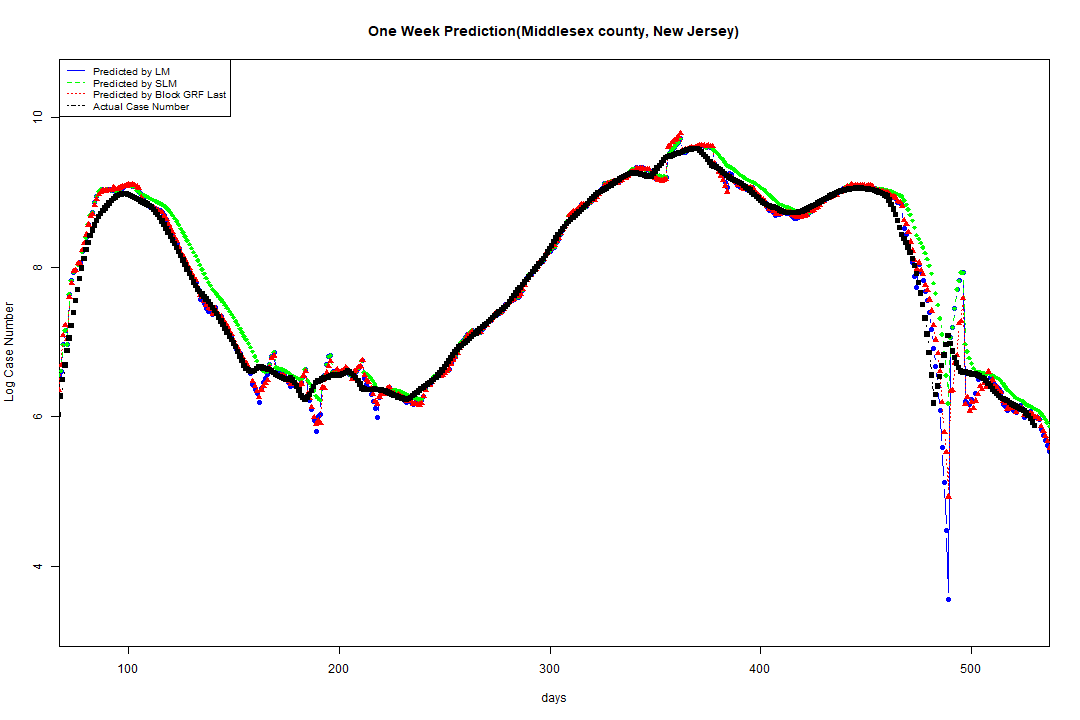 One Week Prediction(Middlesex county, New Jersey)
Predicted by LM
Predicted by SLM
Predicted by Block GRF Last
Actual Case Number
10
8
6
4
Log Case Number
100 200 300 400 500
days